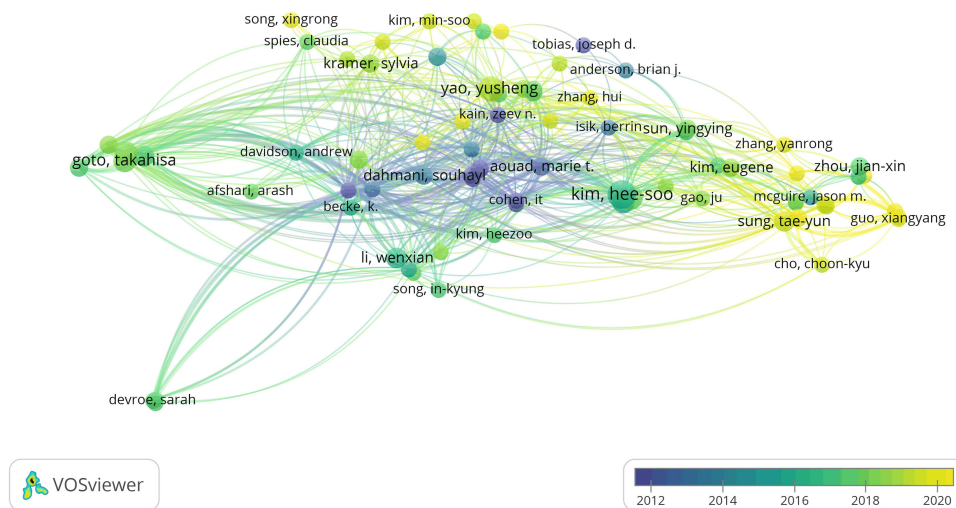 song, xingrong
kim, min-soo
spies, claudia
tobias, joseph d.
kramer, sylvia
anderson, brian j.
yao, yusheng
zhang, hui
kain, zeev n.
isik, berrin
sun, yingying
zhang, yanrong
goto, takahisa
davidson, andrew
dahmani, souhayl
aouad, marie t.
kim, eugene
zhou, jian-xin
afshari, arash
becke, k.
cohen, it
kim, hee-soo
gao, ju
mcguire, jason m.
sung, tae-yun
guo, xiangyang
kim, heezoo
li, wenxian
cho, choon-kyu
song, in-kyung
devroe, sarah
VOSviewer
2012 2014 2016 2018 2020